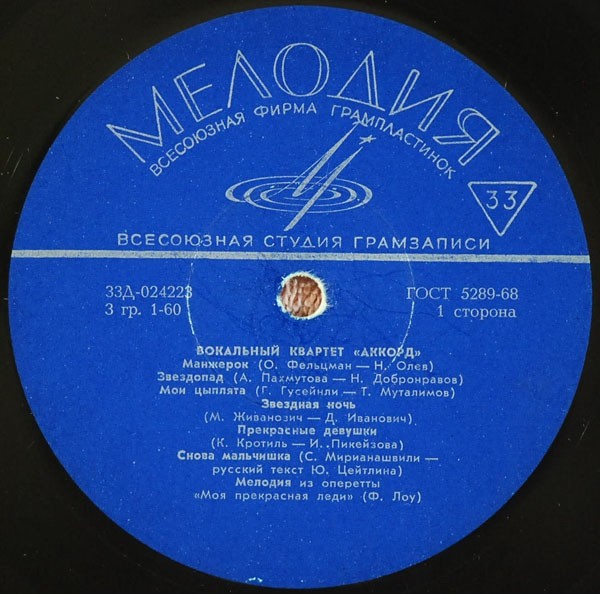 МЕЛОДИЯ
ВСЕСОЮЗНАЯ ФИРМА ГРАМПЛАСТИНОК
33
ВСЕСОЮЗНАЯ СТУДИЯ ГРАМЗАПИСИ
33Д-024223
ГОСТ 5289-68
3 гр. 1-60
1 сторона
ВОКАЛЬНЫЙ КВАРТЕТ «АККОРД»
Манжерок (О. Фельцман — Н. Олев)
Звездопад (А. Пахмутова — Н. Добронравов)
Мои цыплята (Г. Гусейнли — Т. Муталимов)
Звездная ночь
(М. Живанович — Д. Иванович)
Прекрасные девушки
(К. Кротиль — И. Пикейзова)
Снова мальчишка (С. Мирианашвили —
русский текст Ю. Цейтлина)
Мелодия из оперетты
«Моя прекрасная леди» (Ф. Лоу)